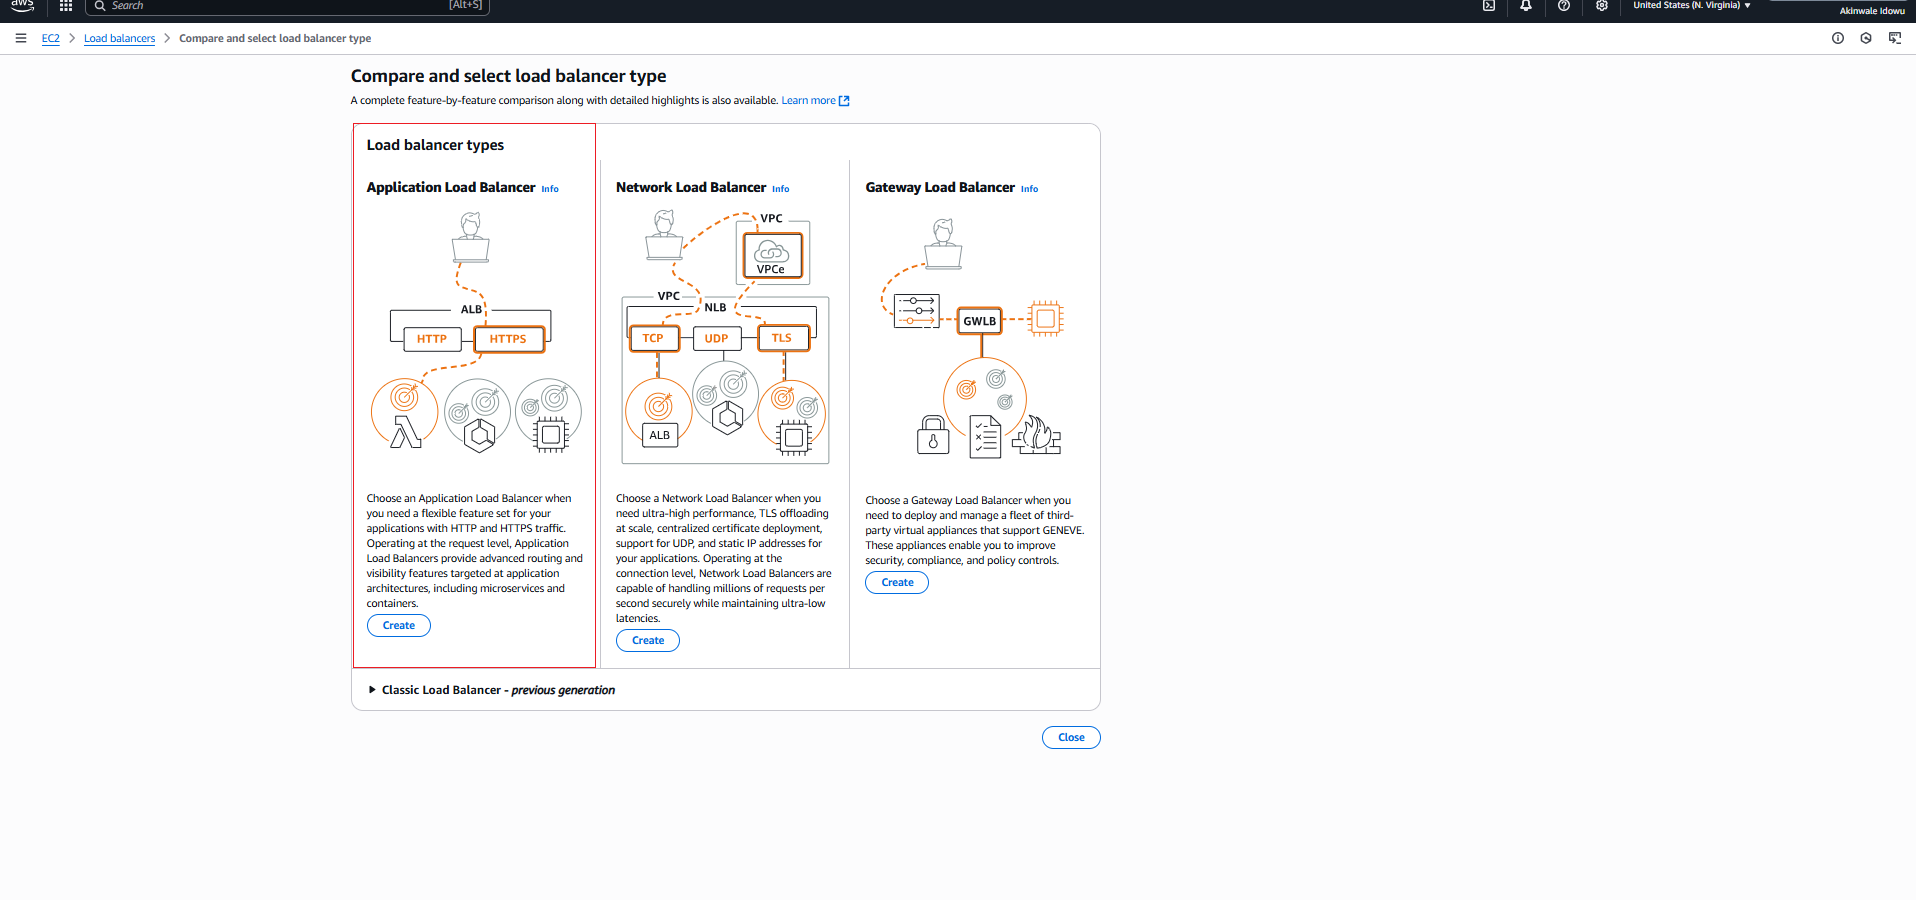 aws
Search
[Alt+S]
United States (N. Virginia) ▼
Akinwale Idowu
EC2 > Load balancers > Compare and select load balancer type
Compare and select load balancer type
A complete feature-by-feature comparison along with detailed highlights is also available. Learn more
Load balancer types
Application Load Balancer Info
ALB
HTTP
HTTPS
Choose an Application Load Balancer when
you need a flexible feature set for your
applications with HTTP and HTTPS traffic.
Operating at the request level, Application
Load Balancers provide advanced routing and
visibility features targeted at application
architectures, including microservices and
containers.
Create
Network Load Balancer Info
VPC
VPCe
VPC
NLB
TCP
UDP
TLS
ALB
Choose a Network Load Balancer when you
need ultra-high performance, TLS offloading
at scale, centralized certificate deployment,
support for UDP, and static IP addresses for
your applications. Operating at the
connection level, Network Load Balancers are
capable of handling millions of requests per
second securely while maintaining ultra-low
latencies.
Create
Gateway Load Balancer Info
GWLB
Choose a Gateway Load Balancer when you
need to deploy and manage a fleet of third-
party virtual appliances that support GENEVE.
These appliances enable you to improve
security, compliance, and policy controls.
Create
Classic Load Balancer - previous generation
Close